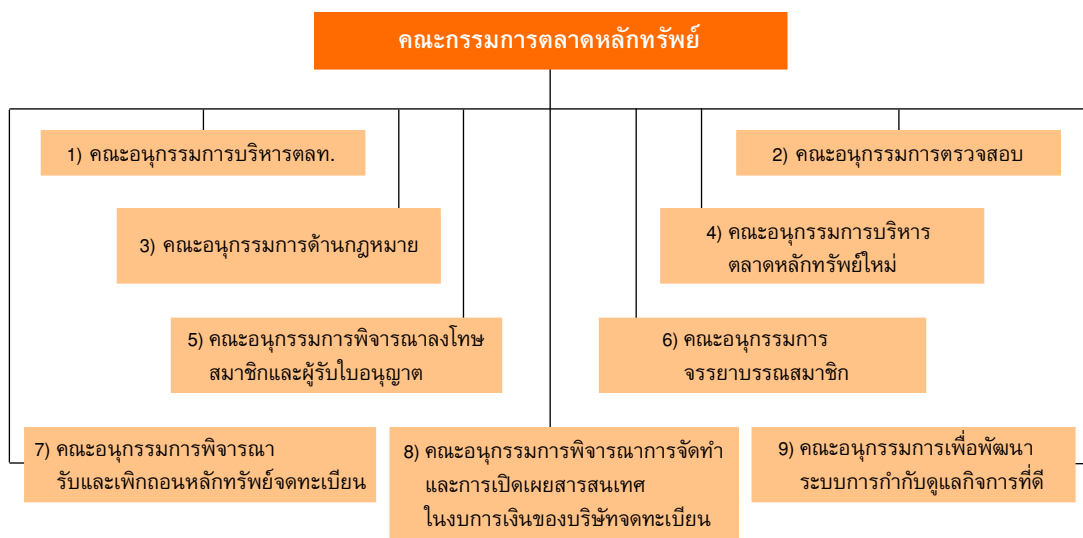 คณะกรรมการตลาดหลักทรัพย์
1) คณะอนุกรรมการบริหารตลท.
2) คณะอนุกรรมการตรวจสอบ
3) คณะอนุกรรมการด้านกฎหมาย
4) คณะอนุกรรมการบริหาร
ตลาดหลักทรัพย์ใหม่
5) คณะอนุกรรมการพิจารณาลงโทษ
สมาชิกและผู้รับใบอนุญาต
6) คณะอนุกรรมการ
จรรยาบรรณสมาชิก
7) คณะอนุกรรมการพิจารณา
รับและเพิกถอนหลักทรัพย์จดทะเบียน
8) คณะอนุกรรมการพิจารณาการจัดทำ
และการเปิดเผยสารสนเทศ
ในงบการเงินของบริษัทจดทะเบียน
9) คณะอนุกรรมการเพื่อพัฒนา
ระบบการกำกับดูแลกิจการที่ดี